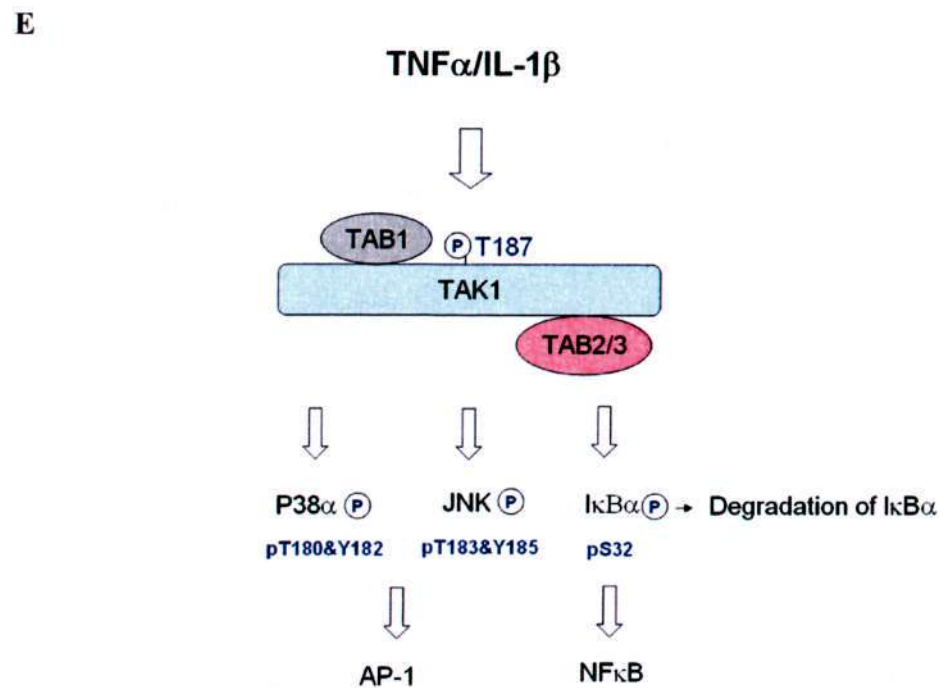 E
TNFα/IL-1β
TAB1
P T187
TAK1
TAB2/3
P38α P JNK P IκBα P → Degradation of IκBα
pT180&Y182 pT183&Y185 pS32
AP-1 NFκB